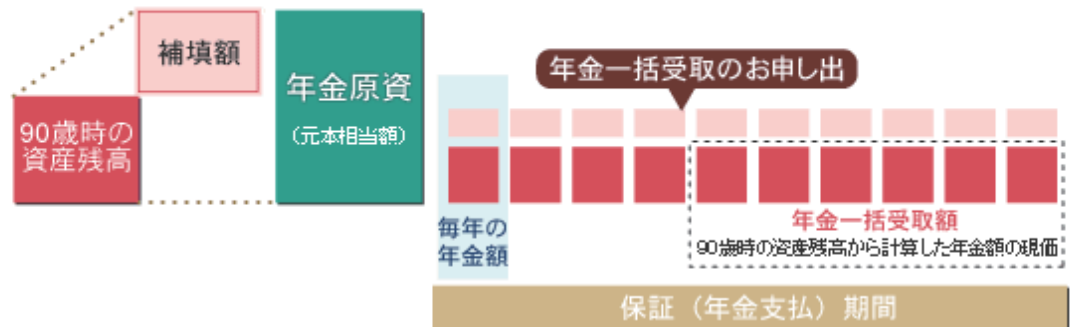 補填額
90歳時の
資産残高
年金原資
（元本相当額）
年金一括受取のお申し出
毎年の
年金額
年金一括受取額
90歳時の資産残高から計算した年金額の現価
保証（年金支払）期間